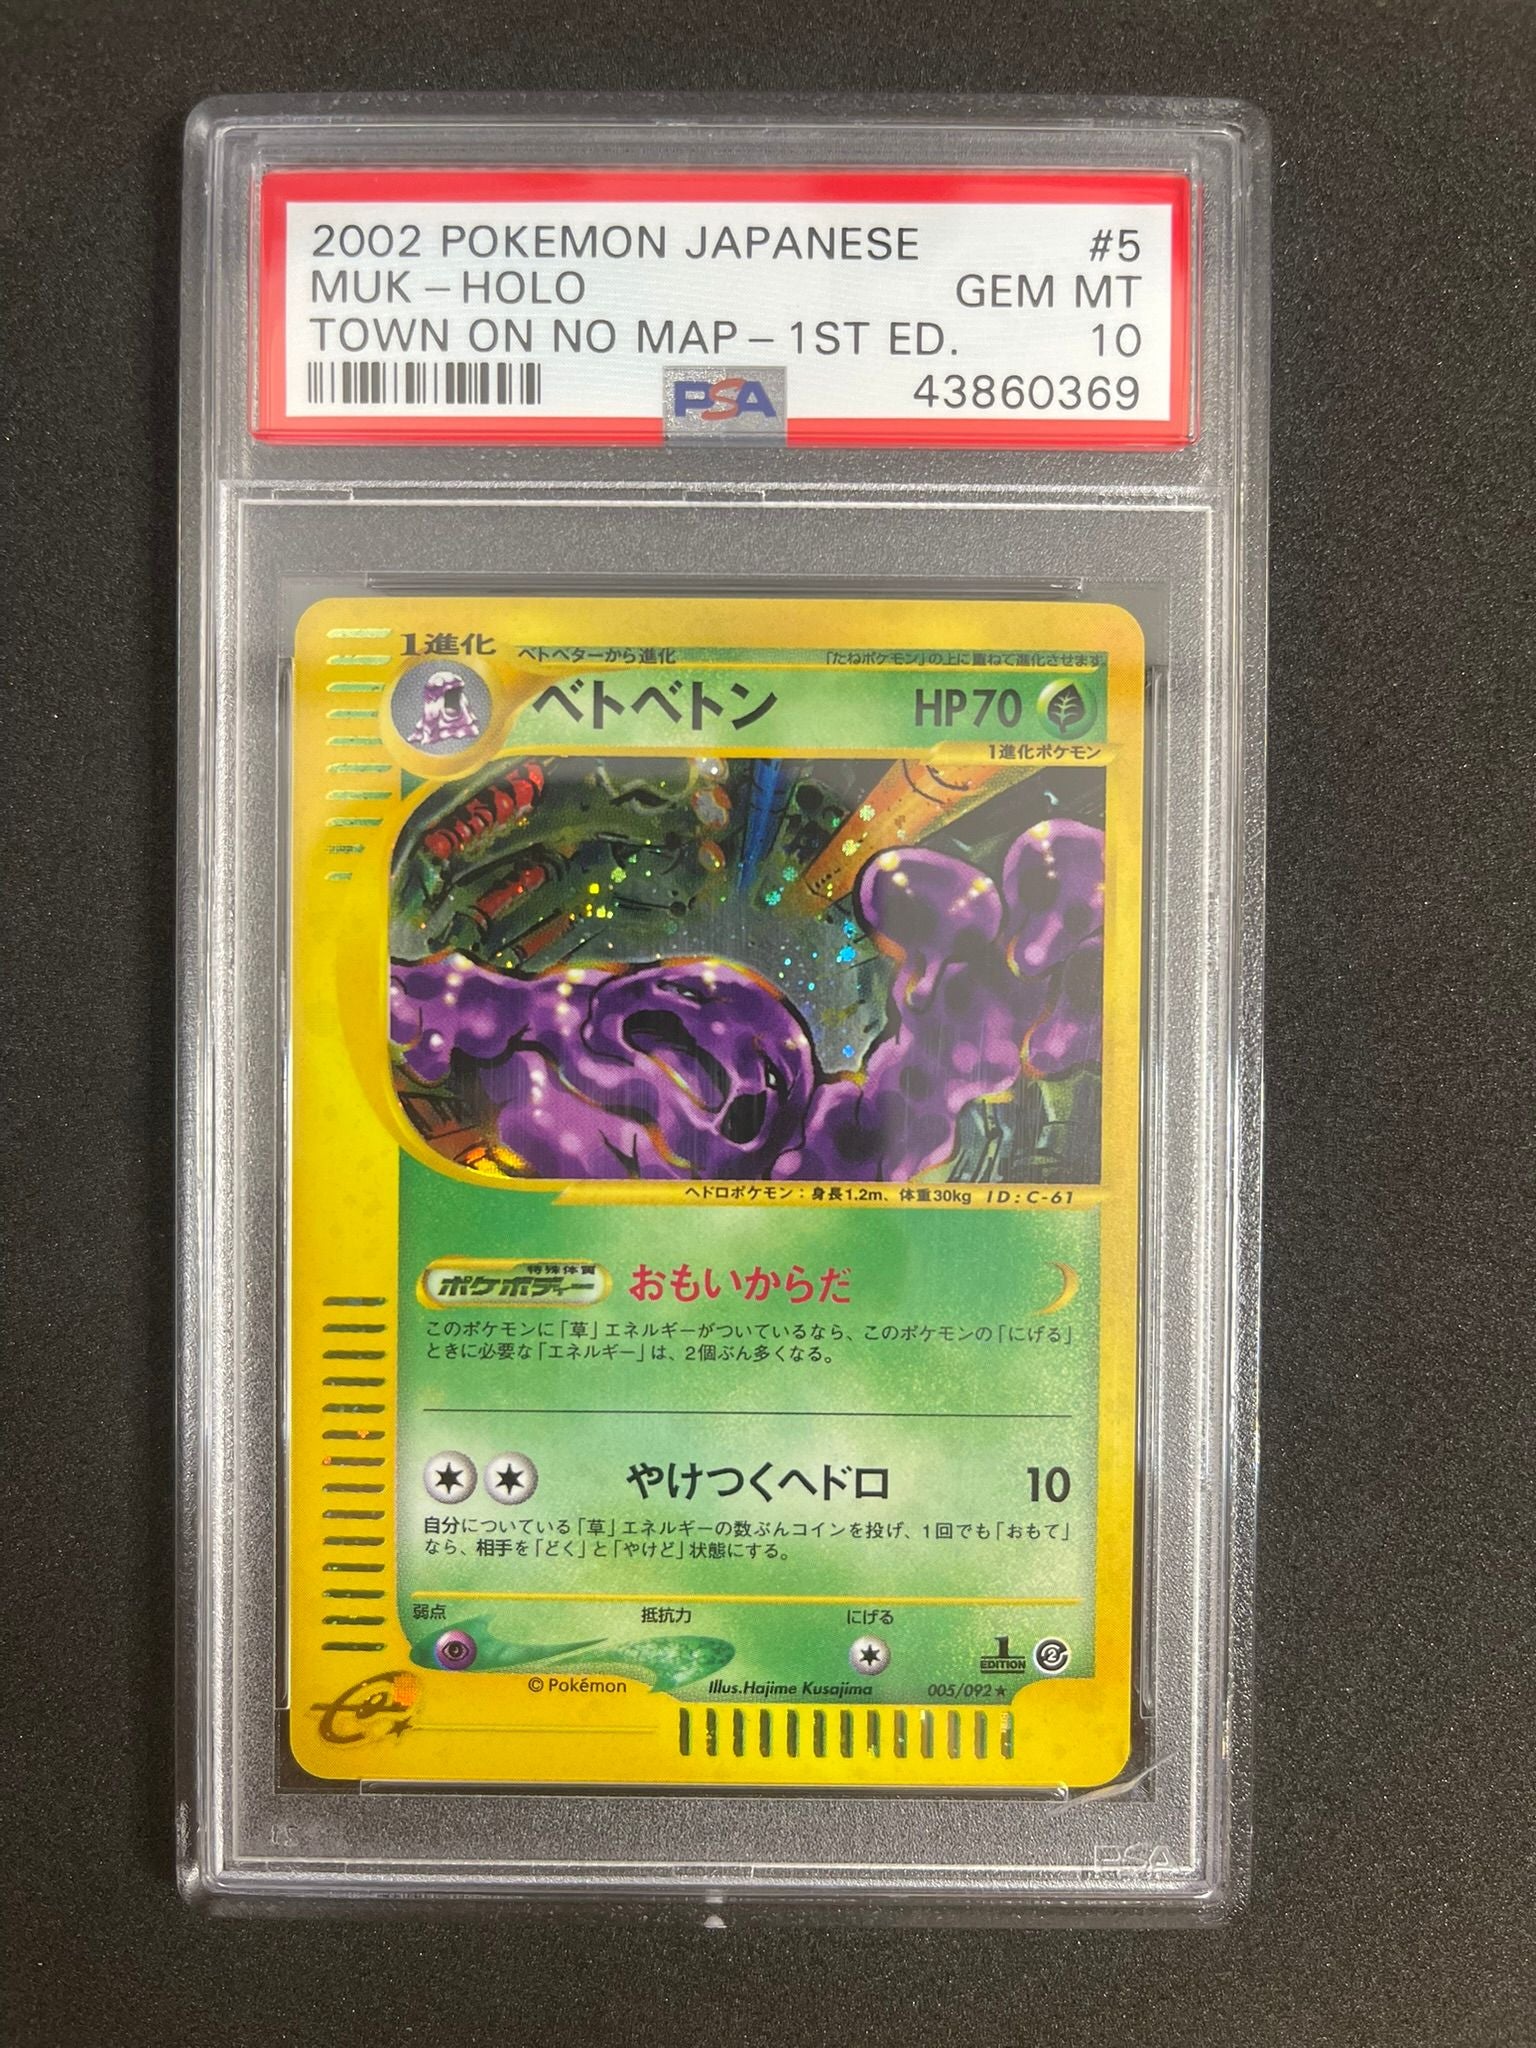 2002 POKEMON JAPANESE #5
MUK - HOLO GEM MT
TOWN ON NO MAP - 1ST ED. 10
PSA 43860369
1進化 ベトベターから進化 「たねポケモン」の上に重ねて進化させます
ベトベトン HP70
1進化ポケモン
ヘドロポケモン：身長1.2m、体重30kg ID:C-61
特殊体質
ポケボディー おもいからだ
このポケモンに「草」エネルギーがついているなら、このポケモンの「にげる」
ときに必要な「エネルギー」は、2個ぶん多くなる。
やけつくヘドロ 10
自分についている「草」エネルギーの数ぶんコインを投げ、1回でも「おもて」
なら、相手を「どく」と「やけど」状態にする。
弱点 抵抗力 にげる
1
EDITION 2
© Pokémon Illus.Hajime Kusajima 005/092★
e
PSA